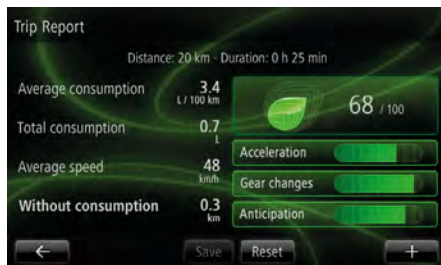 Trip Report
Distance: 20 km - Duration: 0 h 25 min
Average consumption 3.4
L / 100 km
68 / 100
Total consumption 0.7
L
Acceleration
Average speed 48
km/h
Gear changes
Without consumption 0.3
km
Anticipation
Save Reset +